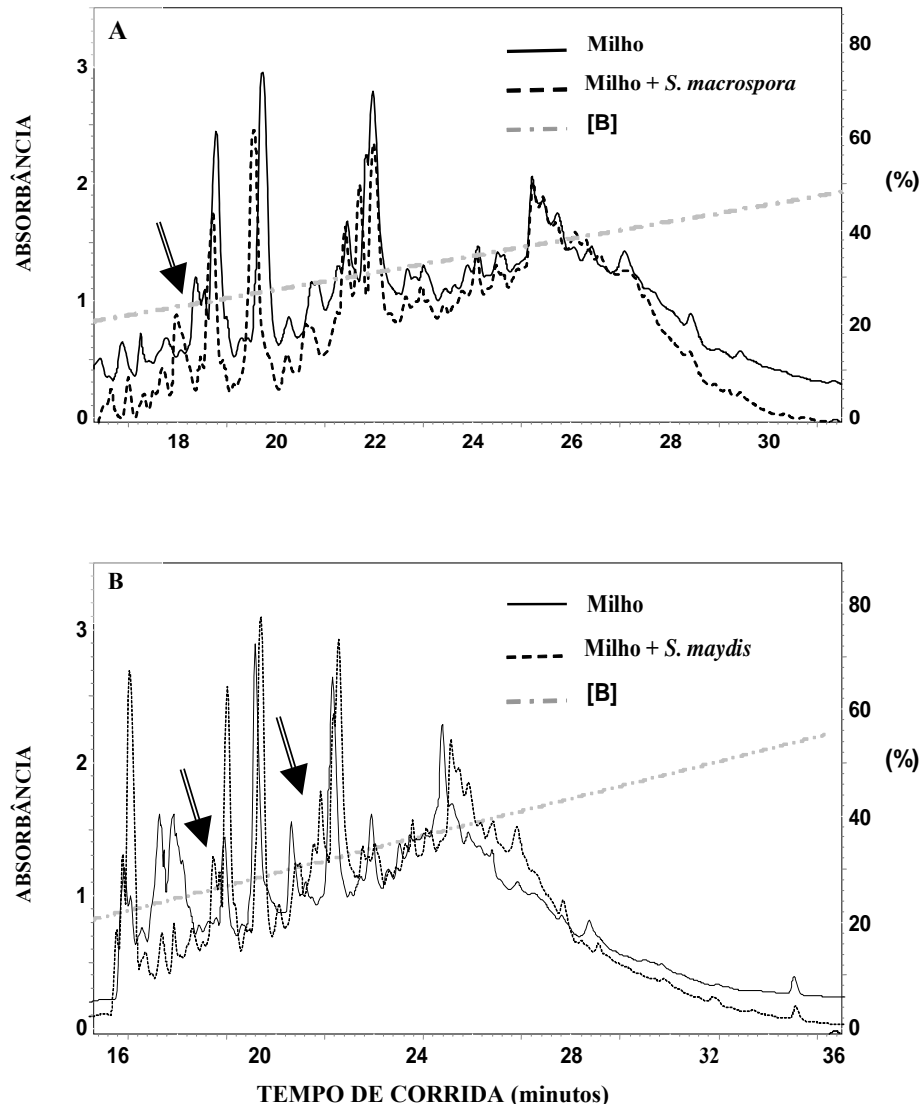 A
Milho
Milho + S. macrospora
[B]
ABSORBÂNCIA
3
2
1
0
80
60
(%)
40
20
0
18 20 22 24 26 28 30
B
Milho
Milho + S. maydis
[B]
ABSORBÂNCIA
3
2
1
0
80
60
(%)
40
20
0
16 20 24 28 32 36
TEMPO DE CORRIDA (minutos)